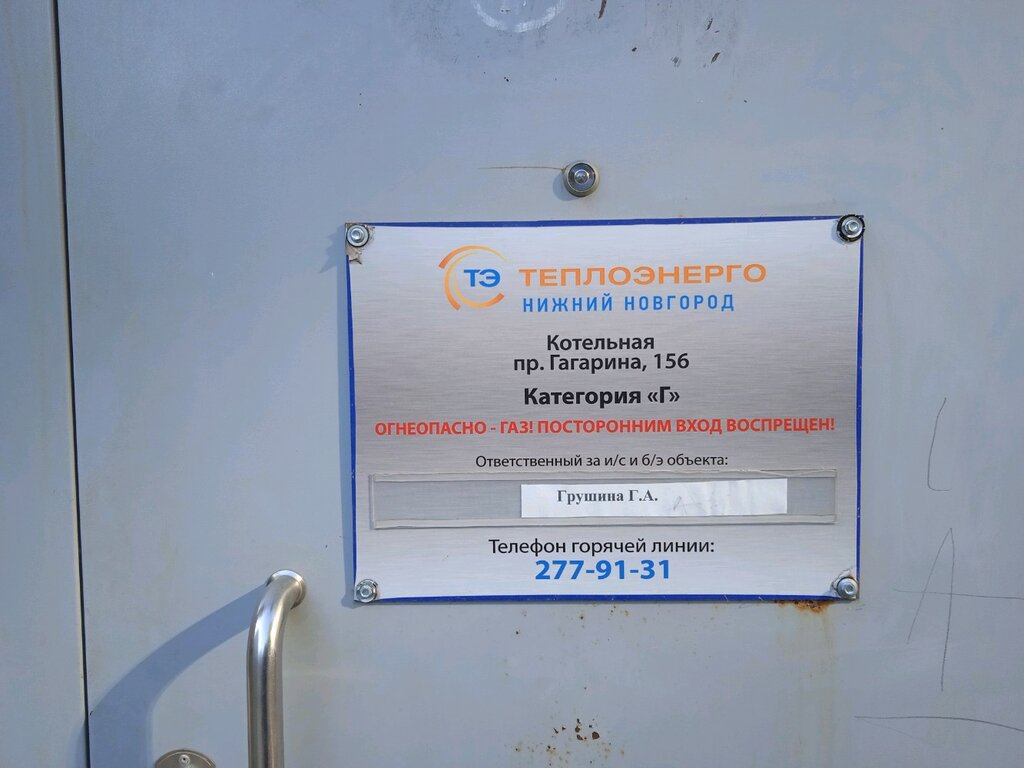 ТЭ ТЕПЛОЭНЕРГО
НИЖНИЙ НОВГОРОД
Котельная
пр. Гагарина, 156
Категория «Г»
ОГНЕОПАСНО - ГАЗ! ПОСТОРОННИМ ВХОД ВОСПРЕЩЕН!
Ответственный за и/с и б/э объекта:
Грушина Г.А.
Телефон горячей линии:
277-91-31